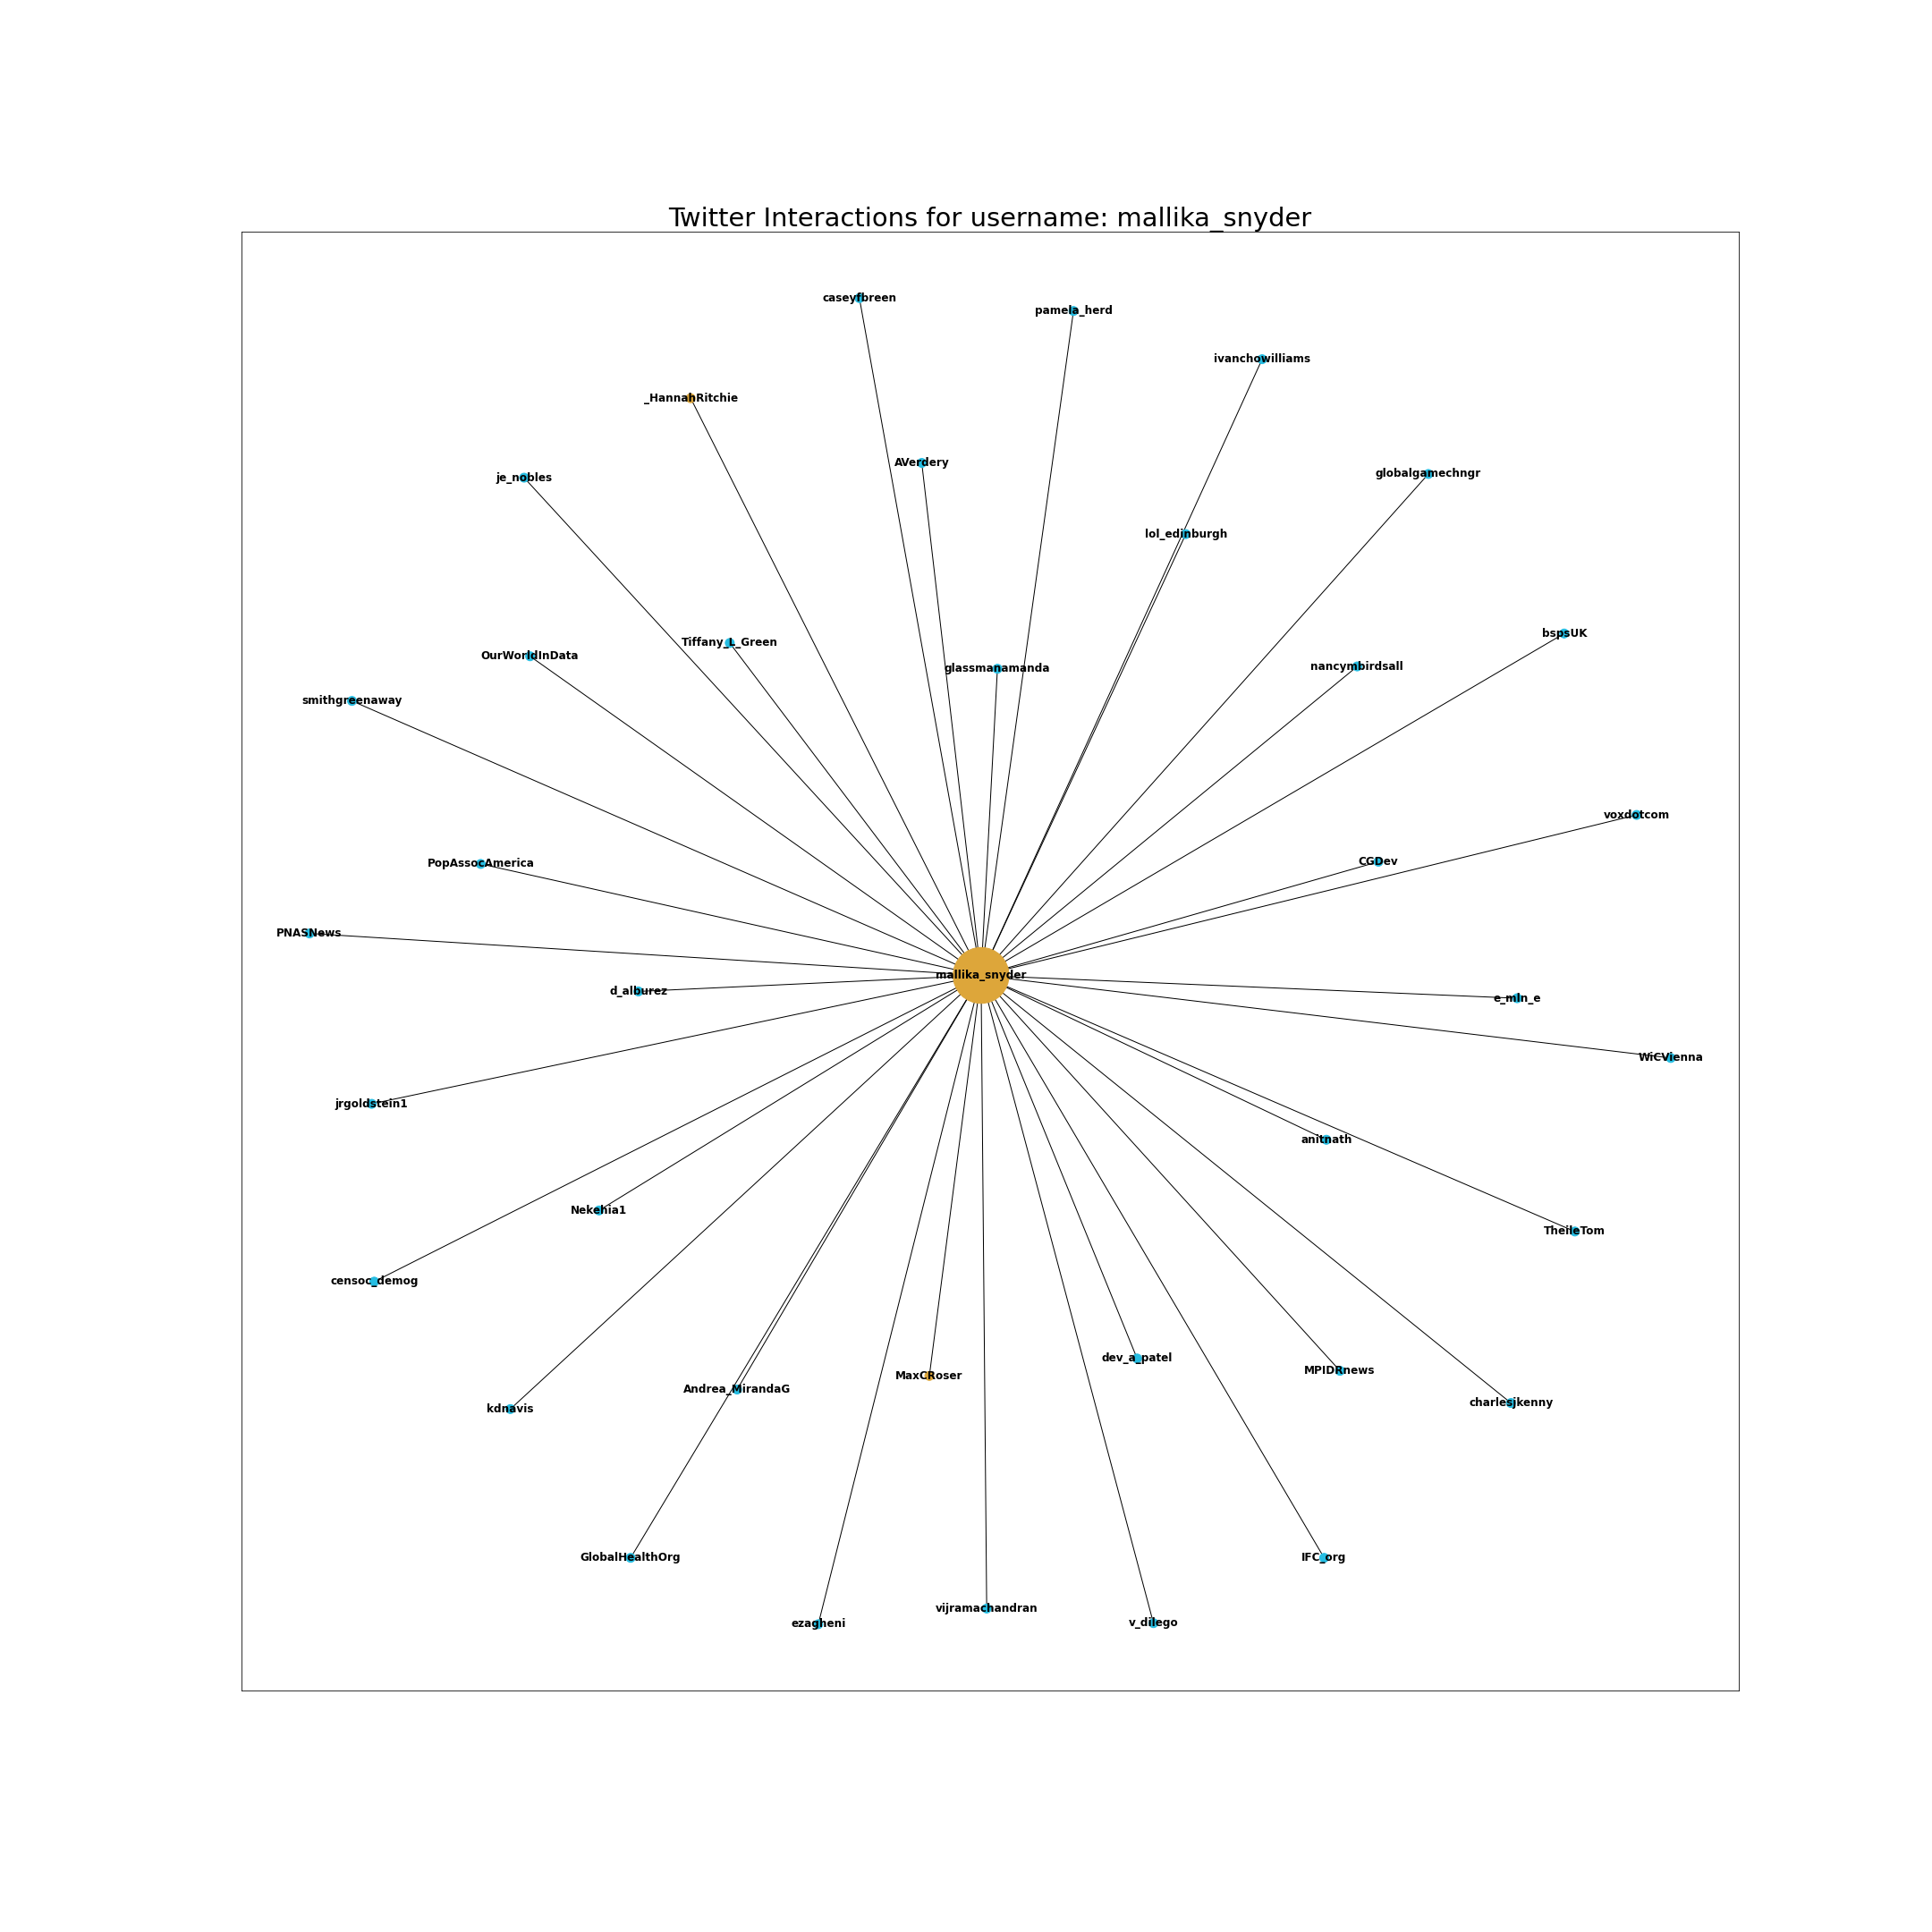 Twitter Interactions for username: mallika_snyder
caseyfbreen
pamela_herd
ivanchowilliams
_HannahRitchie
AVerdery
globalgamechngr
je_nobles
lol_edinburgh
bspsUK
Tiffany_L_Green
OurWorldInData
nancymbirdsall
glassmanamanda
smithgreenaway
voxdotcom
CGDev
PopAssocAmerica
PNASNews
mallika_snyder
d_alburez
e_mln_e
WiCVienna
jrgoldstein1
anitnath
Nekehia1
TheileTom
censoc_demog
dev_a_patel
MPIDRnews
MaxCRoser
Andrea_MirandaG
charlesjkenny
kdnavis
GlobalHealthOrg
IFC_org
vijramachandran
v_dilego
ezagheni